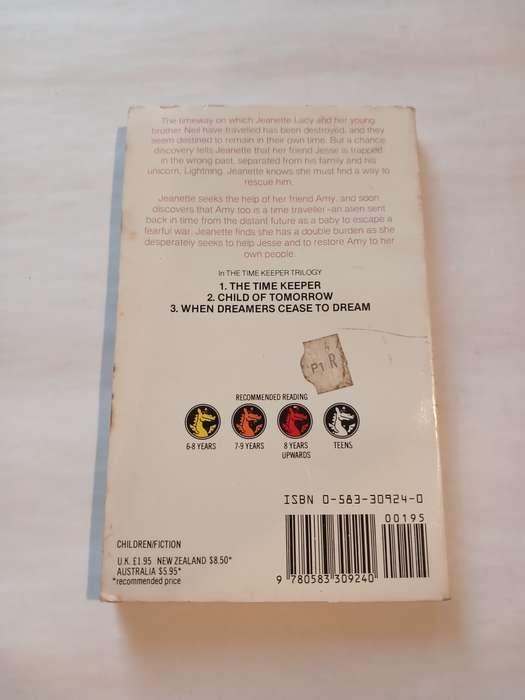 The timeway on which Jeanette Lacy and her young
brother Neil have travelled has been destroyed, and they
seem destined to remain in their own time. But a chance
discovery tells Jeanette that her friend Jesse is trapped
in the wrong past, separated from his family and his
unicorn, Lightning. Jeanette knows she must find a way to
rescue him.
Jeanette seeks the help of her friend Amy, and soon
discovers that Amy too is a time traveller-an alien sent
back in time from the distant future as a baby to escape a
fearful war. Jeanette finds she has a double burden as she
desperately seeks to help Jesse and to restore Amy to her
own people.
In THE TIME KEEPER TRILOGY
1. THE TIME KEEPER
2. CHILD OF TOMORROW
3. WHEN DREAMERS CEASE TO DREAM
P1 R
RECOMMENDED READING
6-8 YEARS
7-9 YEARS
8 YEARS
UPWARDS
TEENS
ISBN 0-583-30924-0
00195
CHILDREN/FICTION
U.K. £1.95 NEW ZEALAND $8.50*
AUSTRALIA $5.95*
*recommended price
9 780583 309240